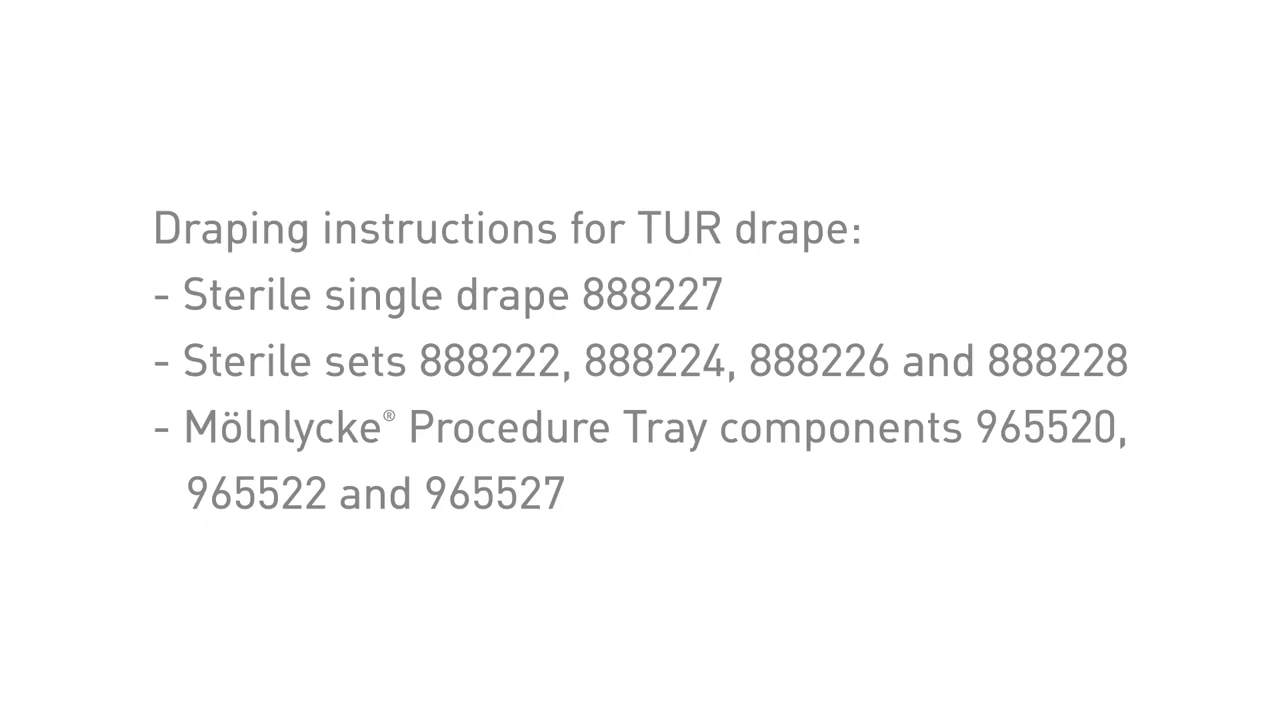 Draping instructions for TUR drape:
- Sterile single drape 888227
- Sterile sets 888222, 888224, 888226 and 888228
- Mölnlycke® Procedure Tray components 965520,
965522 and 965527